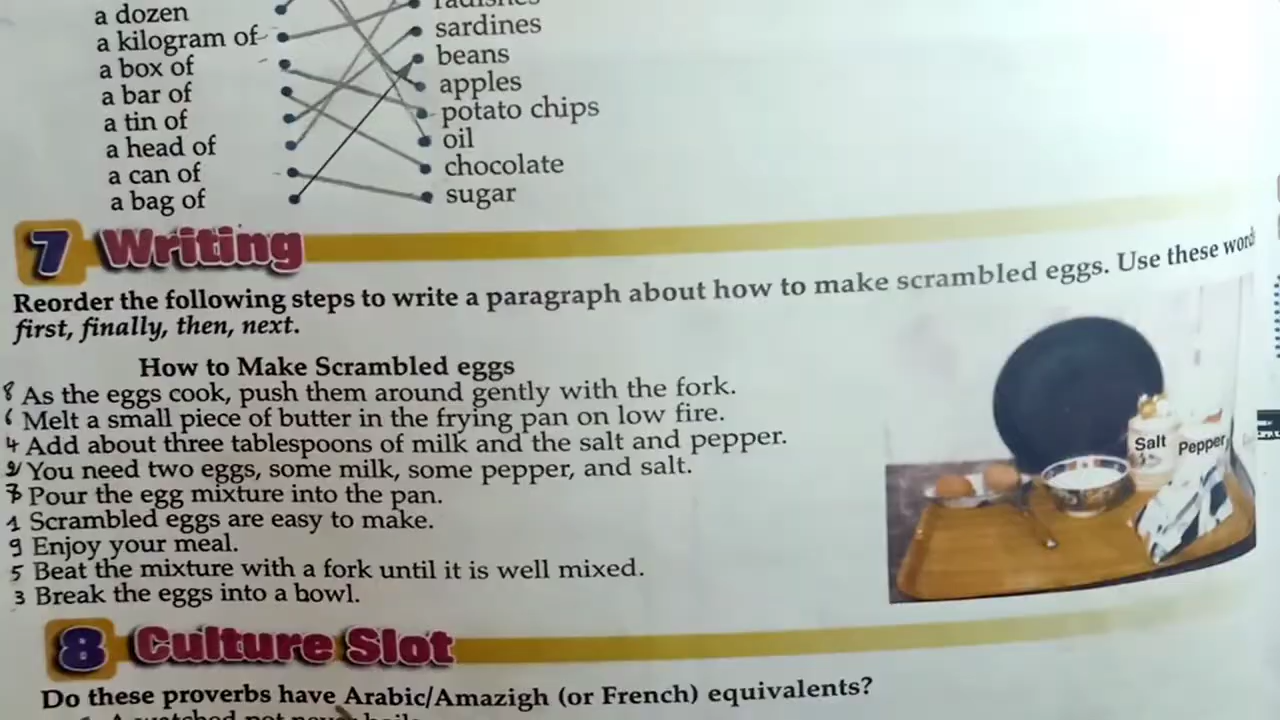 a dozen
sardines
a kilogram of
beans
a box of
apples
a bar of
potato chips
a tin of
oil
a head of
chocolate
a can of
sugar
a bag of
7 Writing
Reorder the following steps to write a paragraph about how to make scrambled eggs. Use these word
first, finally, then, next.
How to Make Scrambled eggs
8 As the eggs cook, push them around gently with the fork.
6 Melt a small piece of butter in the frying pan on low fire.
4 Add about three tablespoons of milk and the salt and pepper.
2 You need two eggs, some milk, some pepper, and salt.
7 Pour the egg mixture into the pan.
1 Scrambled eggs are easy to make.
9 Enjoy your meal.
5 Beat the mixture with a fork until it is well mixed.
3 Break the eggs into a bowl.
Salt
Pepper
8 Culture Slot
Do these proverbs have Arabic/Amazigh (or French) equivalents?